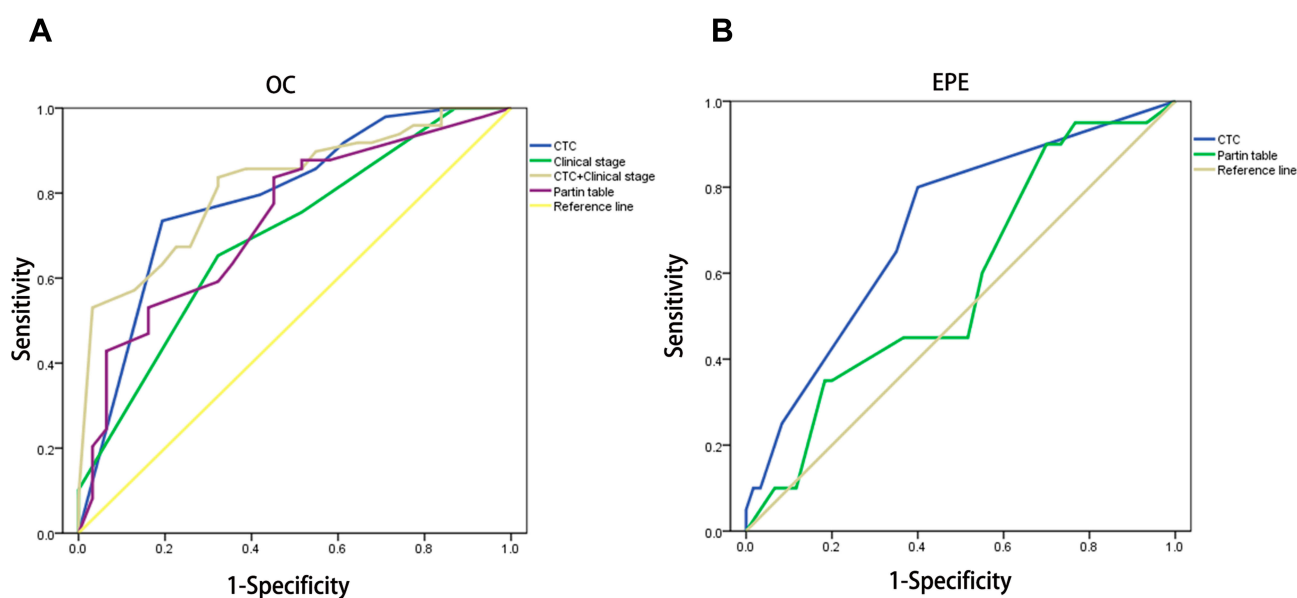 A
OC
1.0
0.8
0.6
0.4
0.2
0.0
0.0 0.2 0.4 0.6 0.8 1.0
Sensitivity
1-Specificity
CTC
Clinical stage
CTC+Clinical stage
Partin table
Reference line
B
EPE
1.0
0.8
0.6
0.4
0.2
0.0
0.0 0.2 0.4 0.6 0.8 1.0
Sensitivity
1-Specificity
CTC
Partin table
Reference line